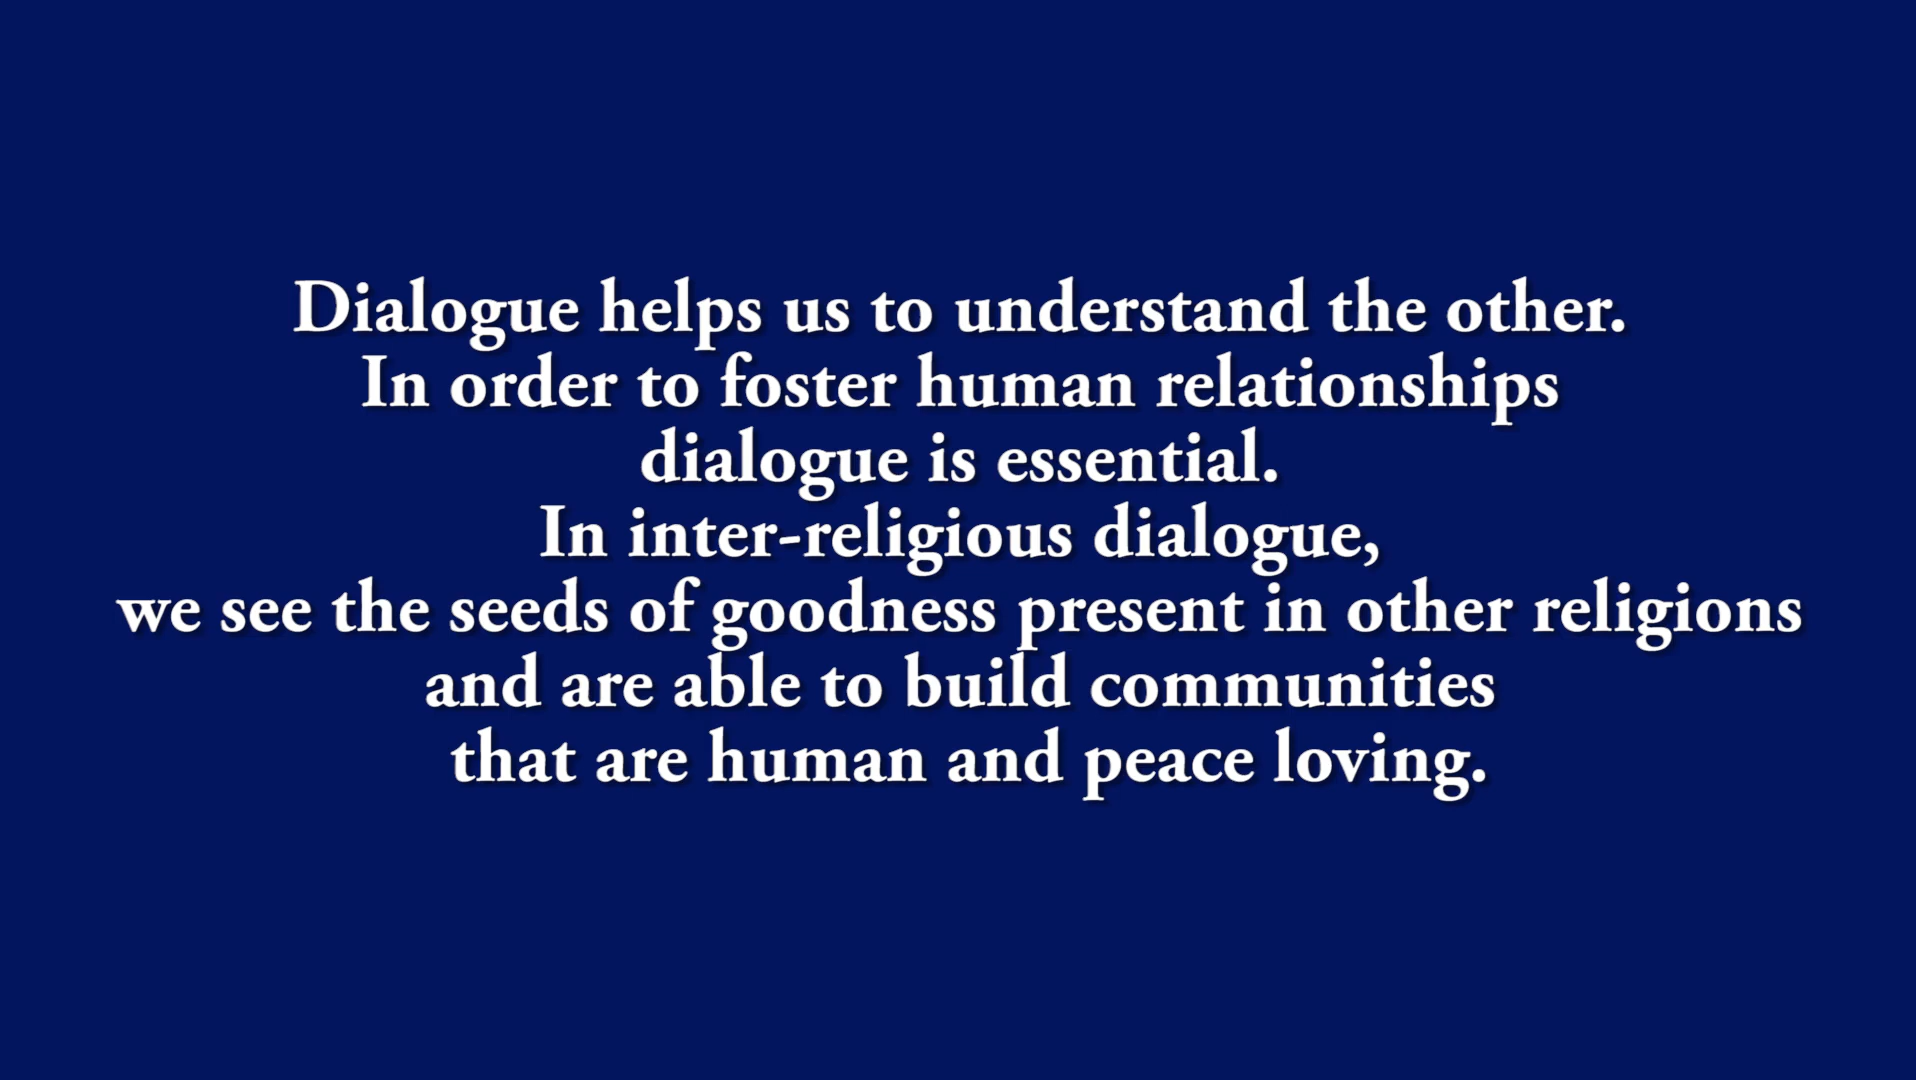 Dialogue helps us to understand the other.
In order to foster human relationships
dialogue is essential.
In inter-religious dialogue,
we see the seeds of goodness present in other religions
and are able to build communities
that are human and peace loving.